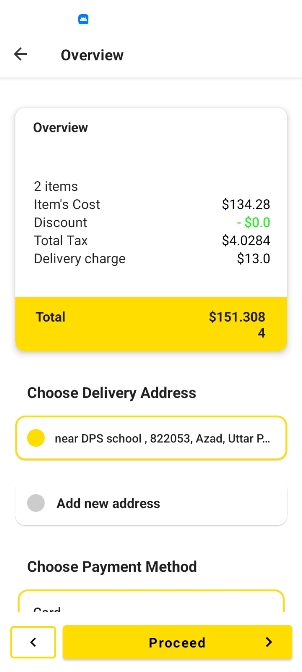 Overview
Overview
2 items
Item's Cost $134.28
Discount - $0.0
Total Tax $4.0284
Delivery charge $13.0
Total $151.308
4
Choose Delivery Address
near DPS school , 822053, Azad, Uttar P...
Add new address
Choose Payment Method
Card
Proceed